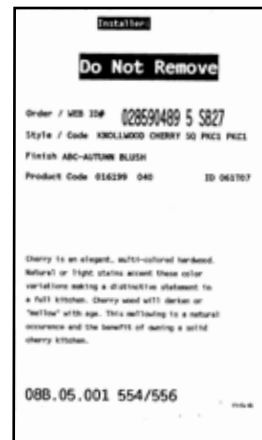 Installer:
Do Not Remove
Order / WEB ID# 028590489 5 SB27
Style / Code KNOLLWOOD CHERRY SQ PKC1 PKC1
Finish ABC-AUTUMN BLUSH
Product Code 016199 040 ID 061707
Cherry is an elegant, multi-colored hardwood.
Natural or light stains accent these color
variations making a distinctive statement in
a full kitchen. Cherry wood will darken or
"mellow" with age. This mellowing is a natural
occurence and the benefit of owning a solid
cherry kitchen.
08B.05.001 554/556